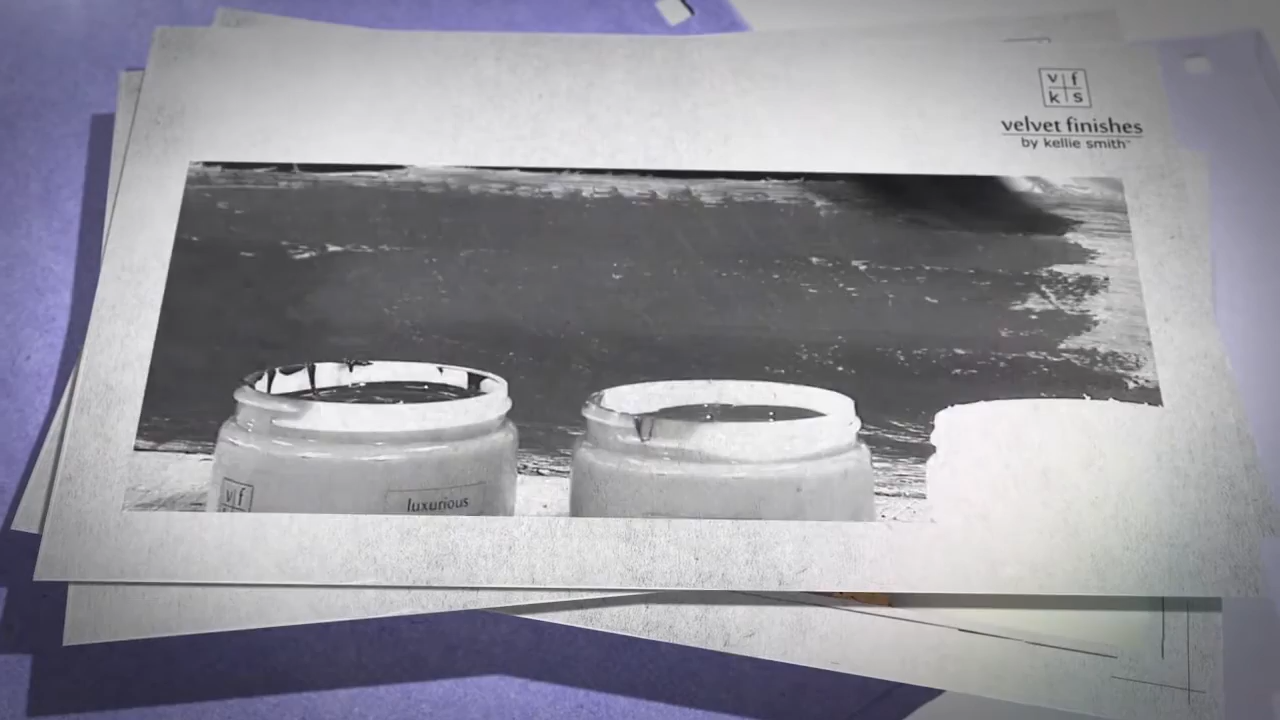 v f
k s
velvet finishes
by kellie smith™
v f
luxurious